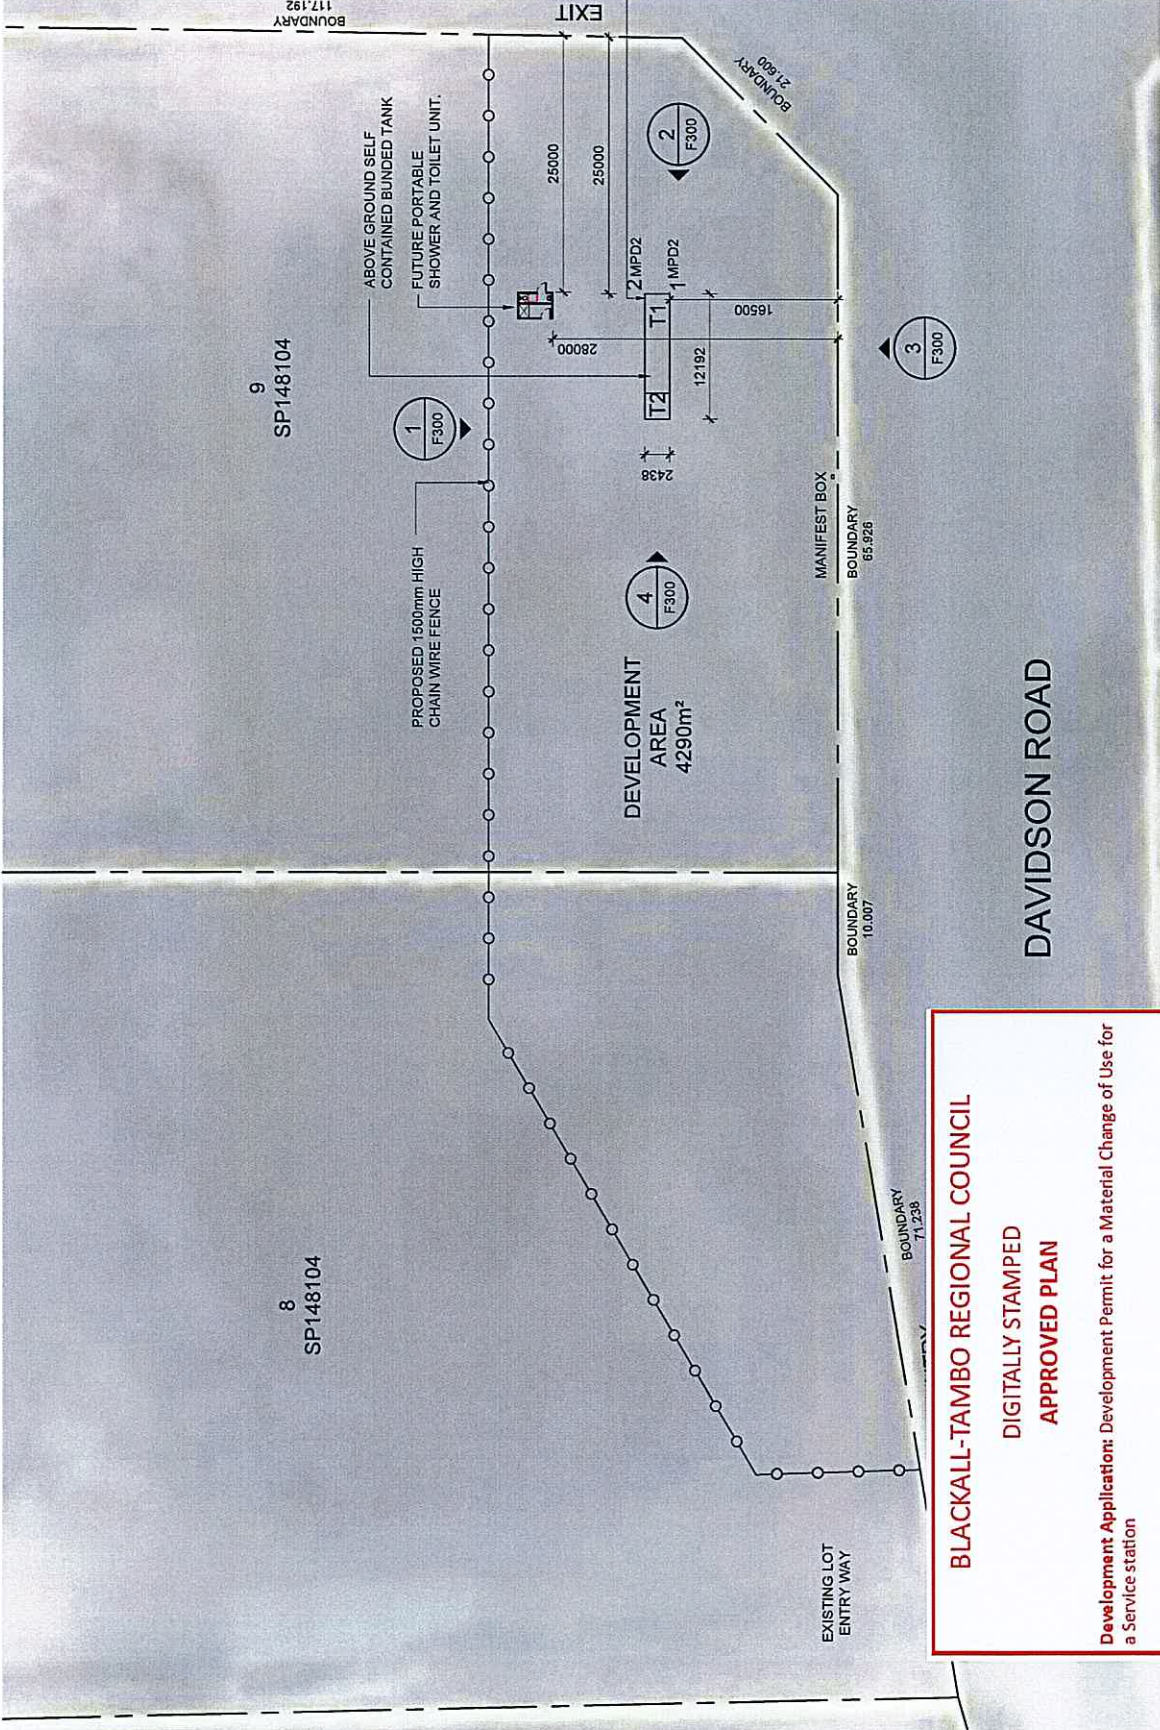 BOUNDARY
117.192
EXIT
BOUNDARY
21.600
ABOVE GROUND SELF
CONTAINED BUNDED TANK
FUTURE PORTABLE
SHOWER AND TOILET UNIT.
9
SP148104
25000
25000
2
F300
2 MPD2
1 MPD2
T1
T2
16500
28000
12192
2438
1
F300
3
F300
PROPOSED 1500mm HIGH
CHAIN WIRE FENCE
4
F300
MANIFEST BOX
BOUNDARY
65.926
DEVELOPMENT
AREA
4290m²
BOUNDARY
10.007
DAVIDSON ROAD
8
SP148104
BOUNDARY
71.238
EXISTING LOT
ENTRY WAY
BLACKALL-TAMBO REGIONAL COUNCIL
DIGITALLY STAMPED
APPROVED PLAN
Development Application: Development Permit for a Material Change of Use for
a Service station